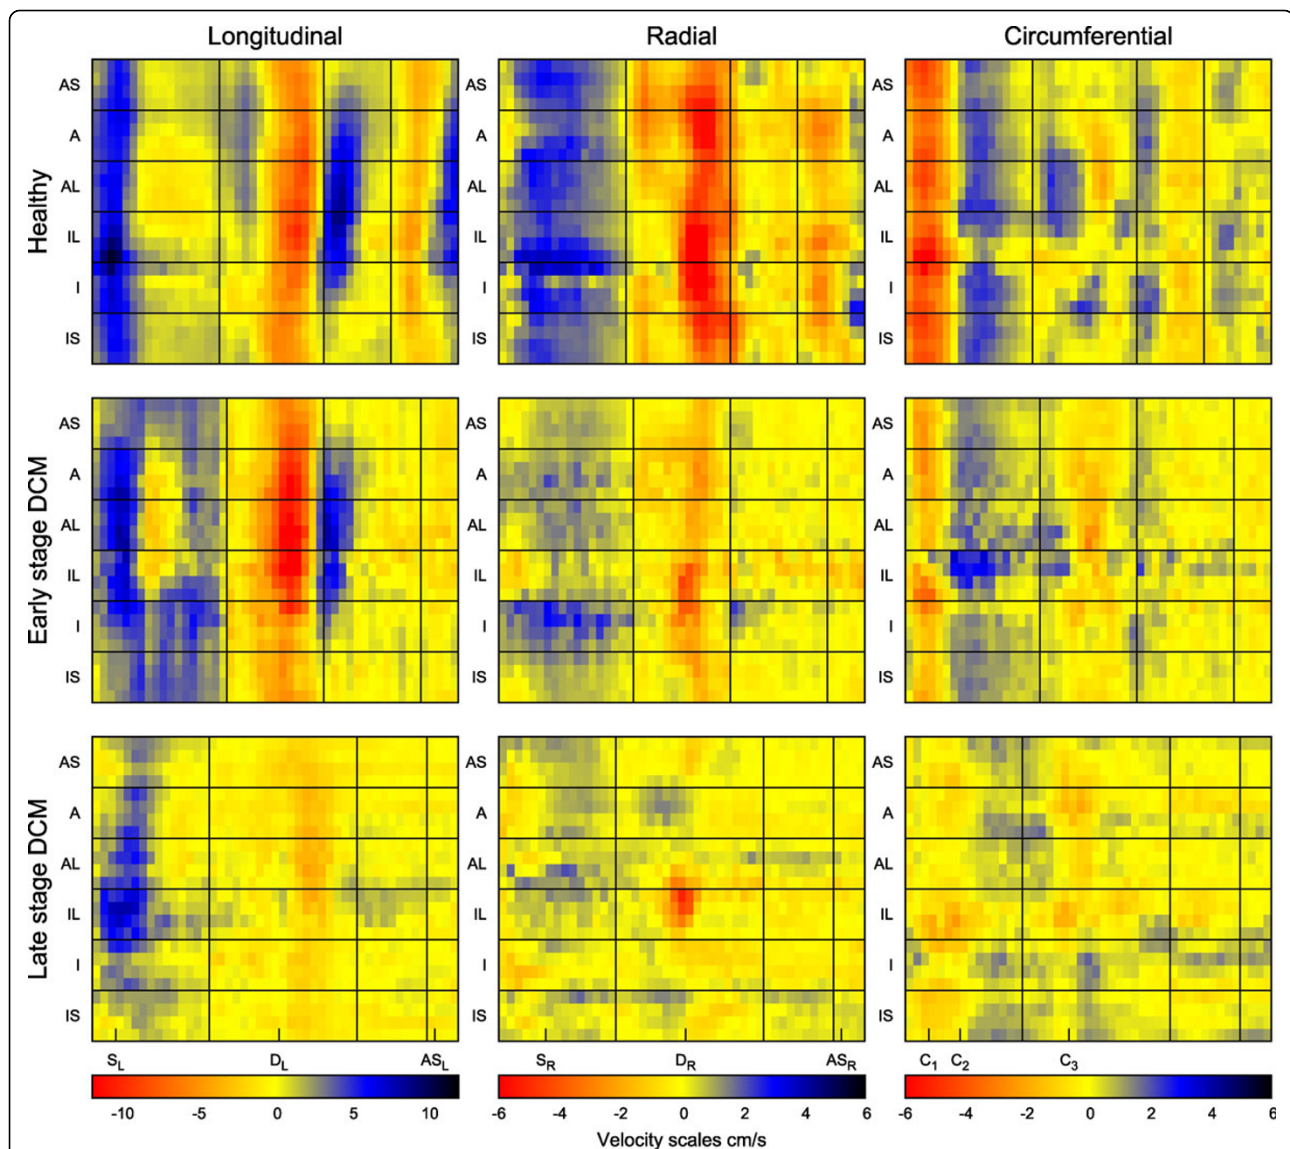 Longitudinal Radial Circumferential
Healthy
AS AS AS
A A A
AL AL AL
IL IL IL
I I I
IS IS IS
Early stage DCM
AS AS AS
A A A
AL AL AL
IL IL IL
I I I
IS IS IS
Late stage DCM
AS AS AS
A A A
AL AL AL
IL IL IL
I I I
IS IS IS
SL DL ASL SR DR ASR C1 C2 C3
-10 -5 0 5 10 -6 -4 -2 0 2 4 6 -6 -4 -2 0 2 4 6
Velocity scales cm/s